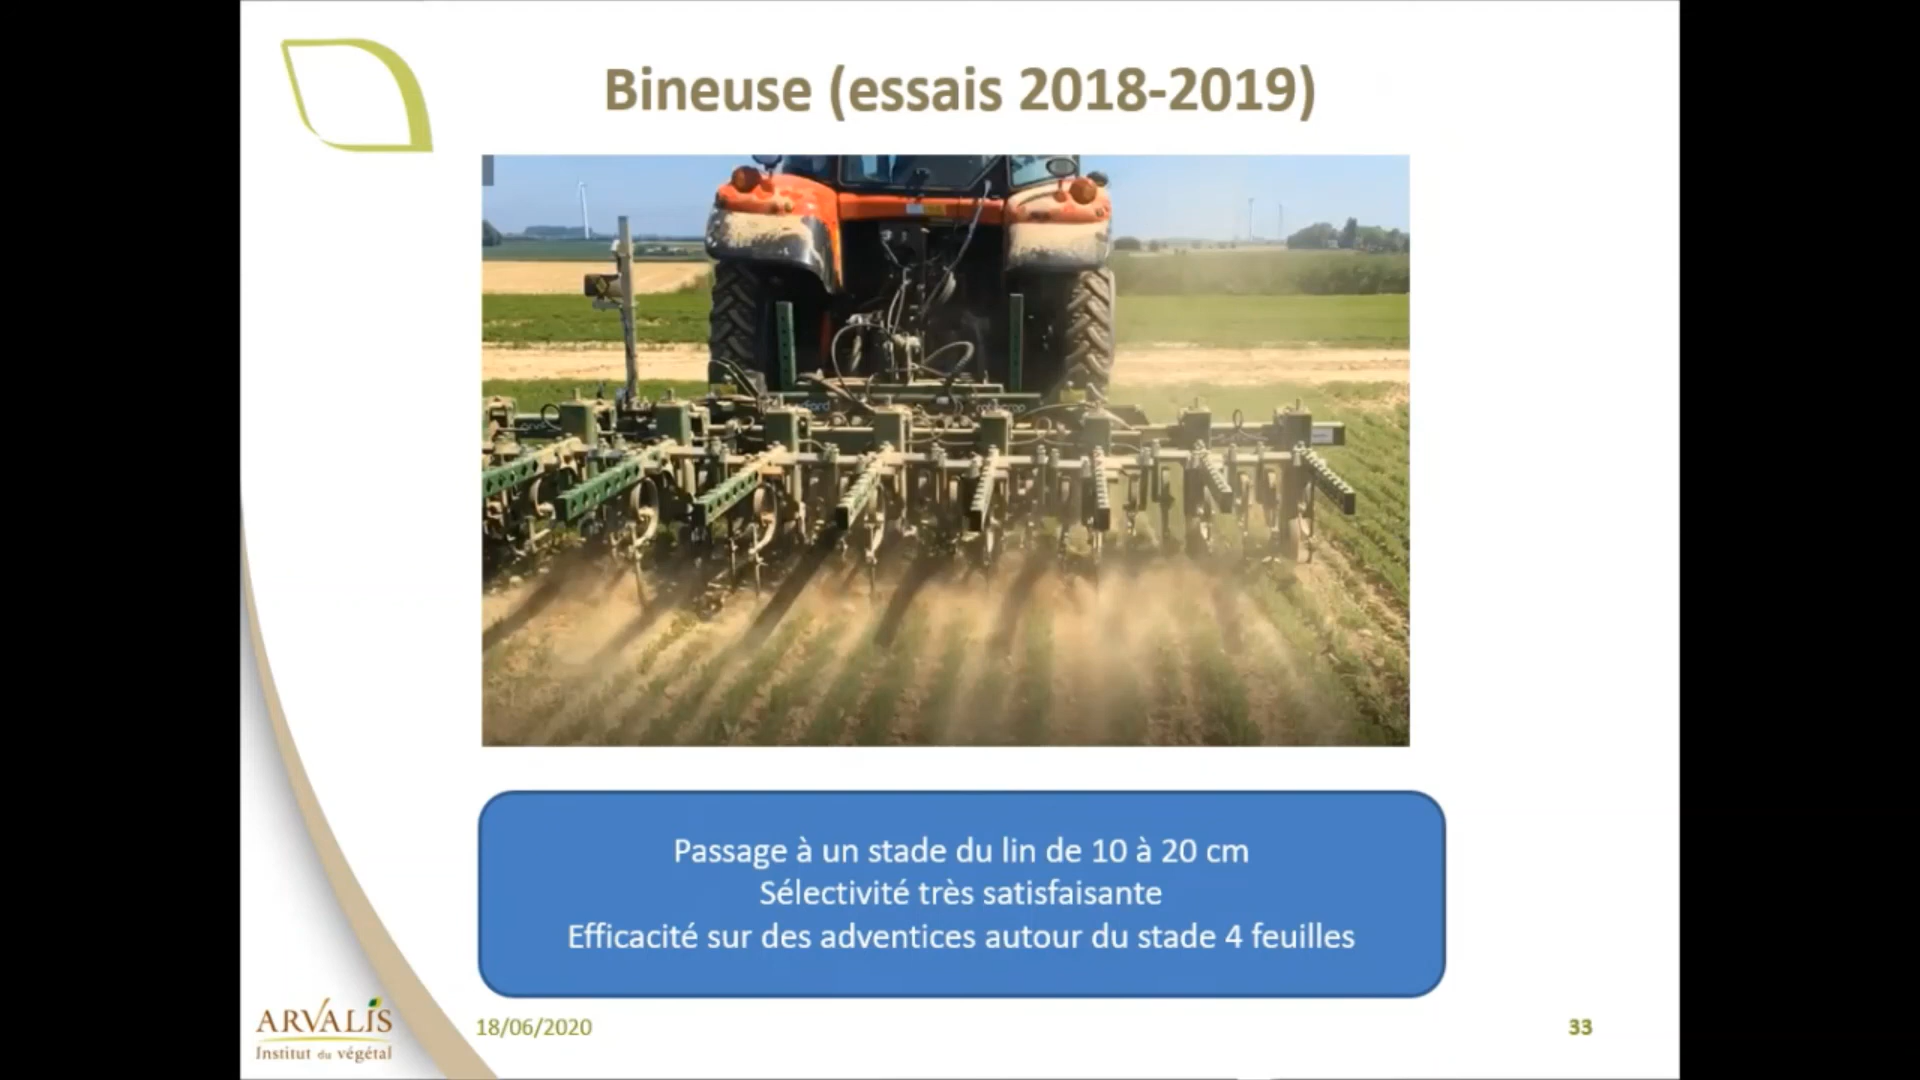 Bineuse (essais 2018-2019)
Passage à un stade du lin de 10 à 20 cm
Sélectivité très satisfaisante
Efficacité sur des adventices autour du stade 4 feuilles
ARVALIS
Institut du végétal
18/06/2020
33